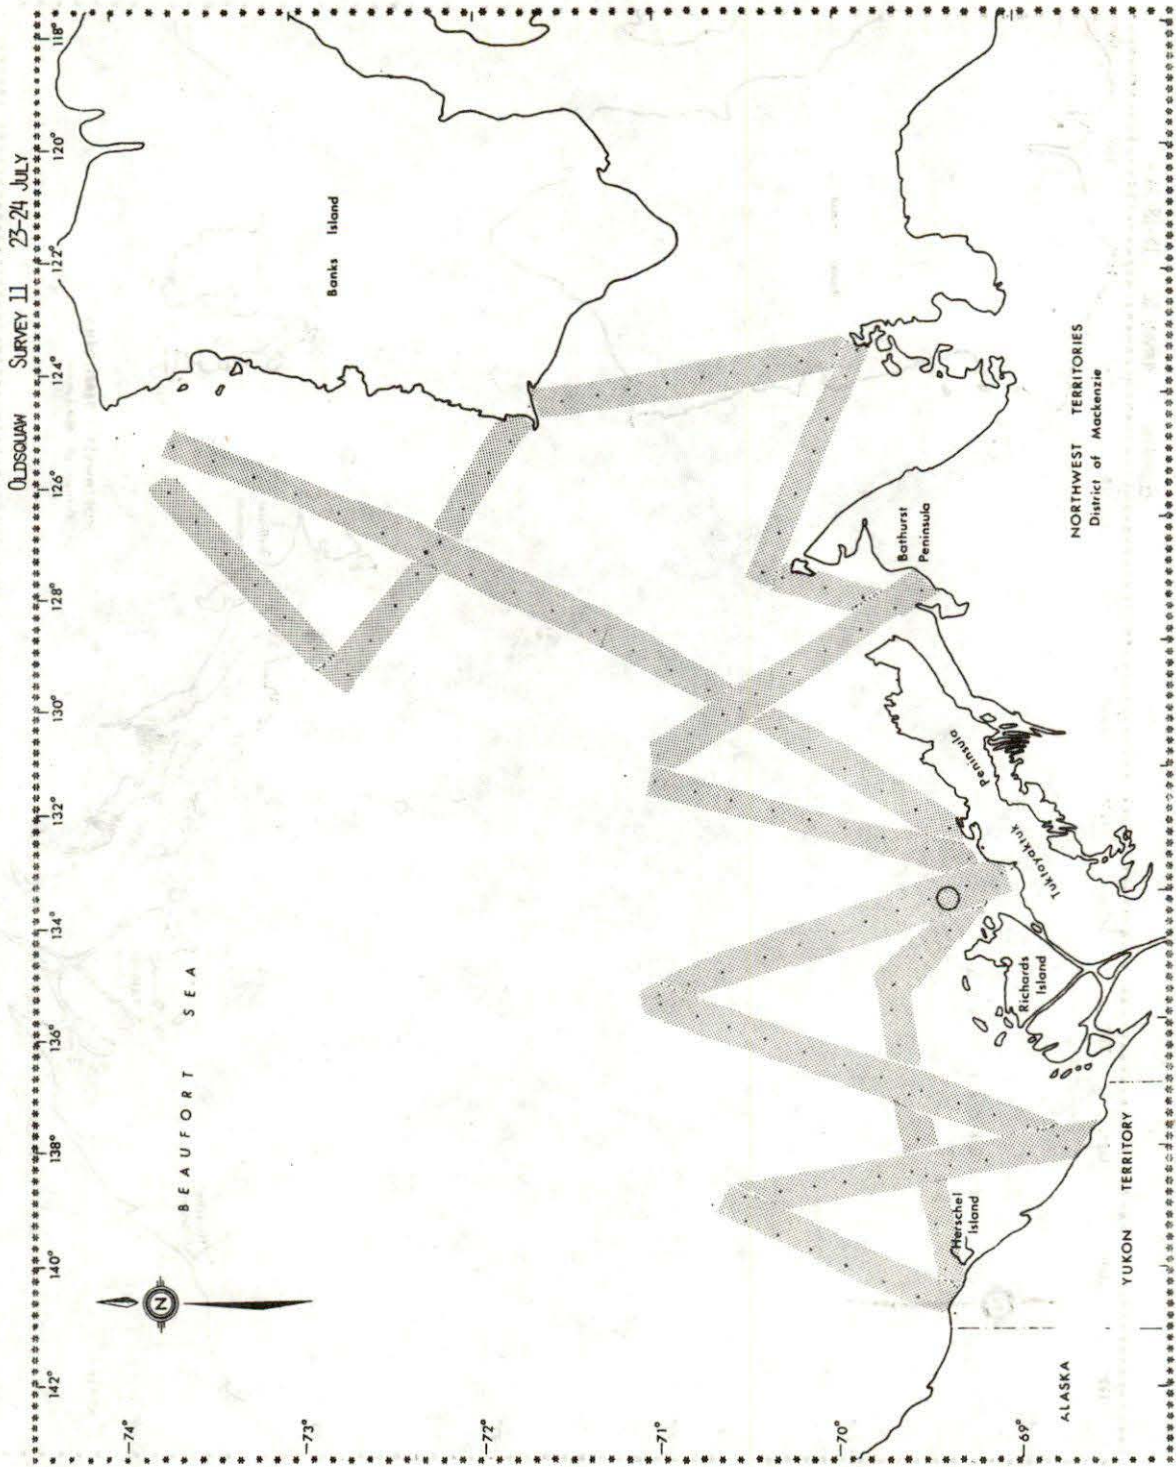 OLDSQUAW SURVEY 11 23-24 JULY
142° 140° 138° 136° 134° 132° 130° 128° 126° 124° 122° 120° 118°
-74°
-73°
-72°
-71°
-70°
-69°
N
BEAUFORT SEA
Banks Island
Herschel
Island
Richards
Island
Tuktoyaktuk Peninsula
Bathurst
Peninsula
ALASKA
YUKON TERRITORY
NORTHWEST TERRITORIES
District of Mackenzie